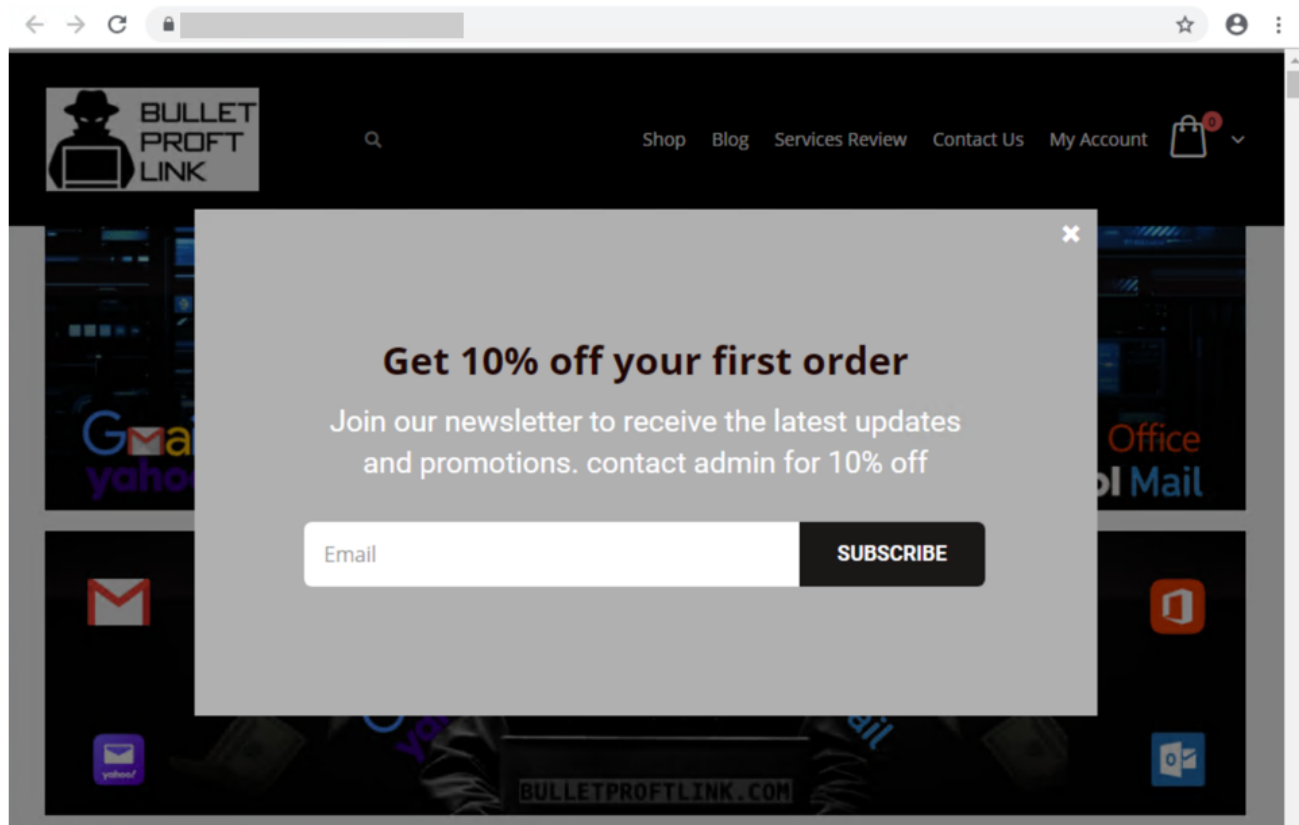 BULLET
PROFT
LINK
Shop Blog Services Review Contact Us My Account 0
Get 10% off your first order
Join our newsletter to receive the latest updates
and promotions. contact admin for 10% off
Email SUBSCRIBE
Office
yahoo
Mail
yahoo!
BULLETPROFTLINK.COM